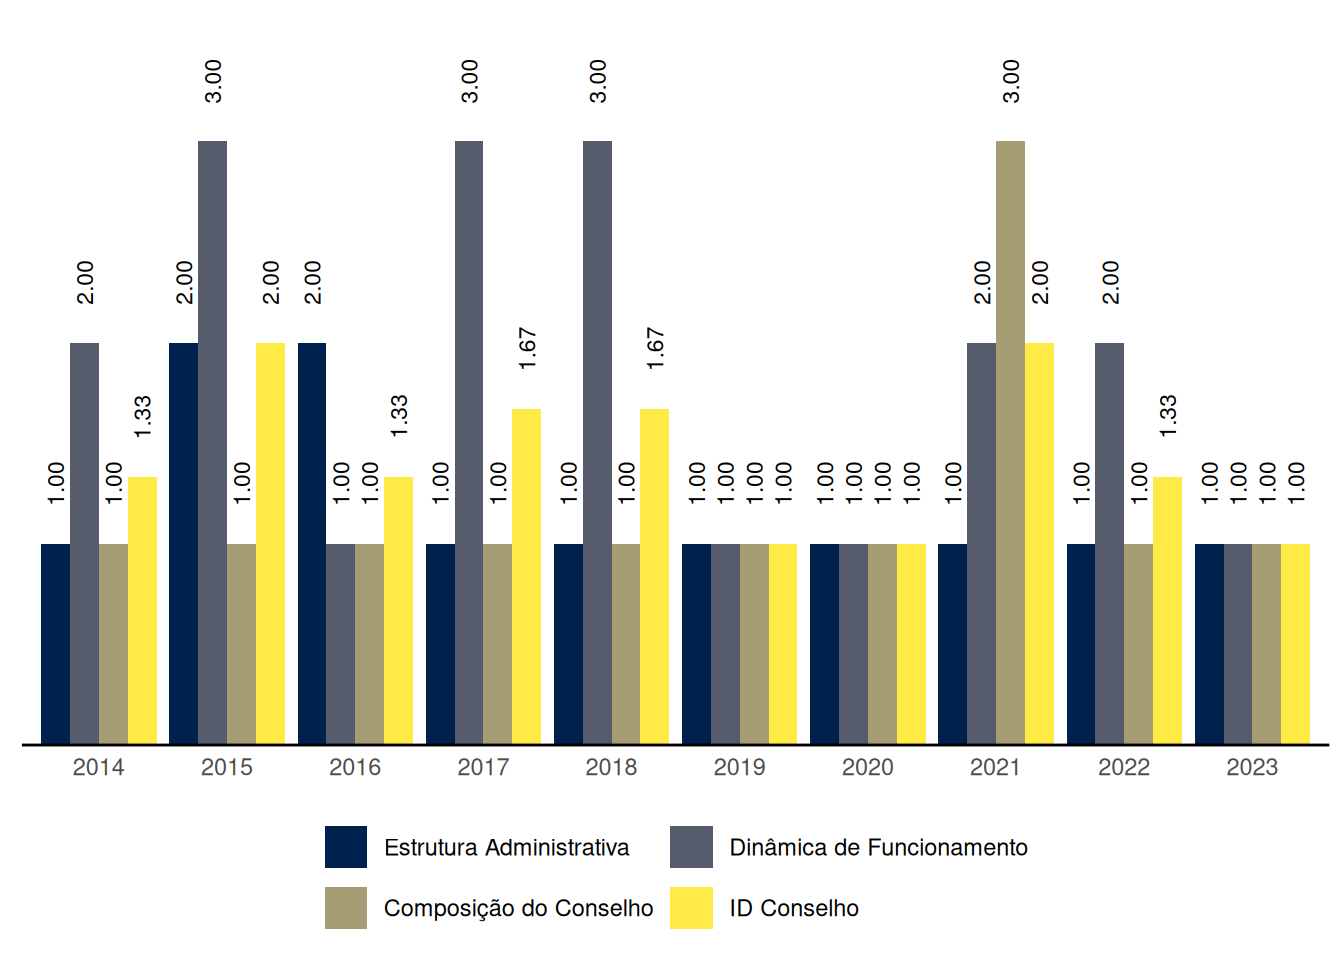 3.00 3.00 3.00 3.00
2.00 2.00 2.00 2.00 2.00 2.00 2.00
1.67 1.67
1.33 1.33 1.33
1.00 1.00 1.00 1.00 1.00 1.00 1.00 1.00 1.00 1.00 1.00 1.00 1.00 1.00 1.00 1.00 1.00 1.00 1.00 1.00 1.00 1.00 1.00 1.00
2014 2015 2016 2017 2018 2019 2020 2021 2022 2023
Estrutura Administrativa Dinâmica de Funcionamento
Composição do Conselho ID Conselho